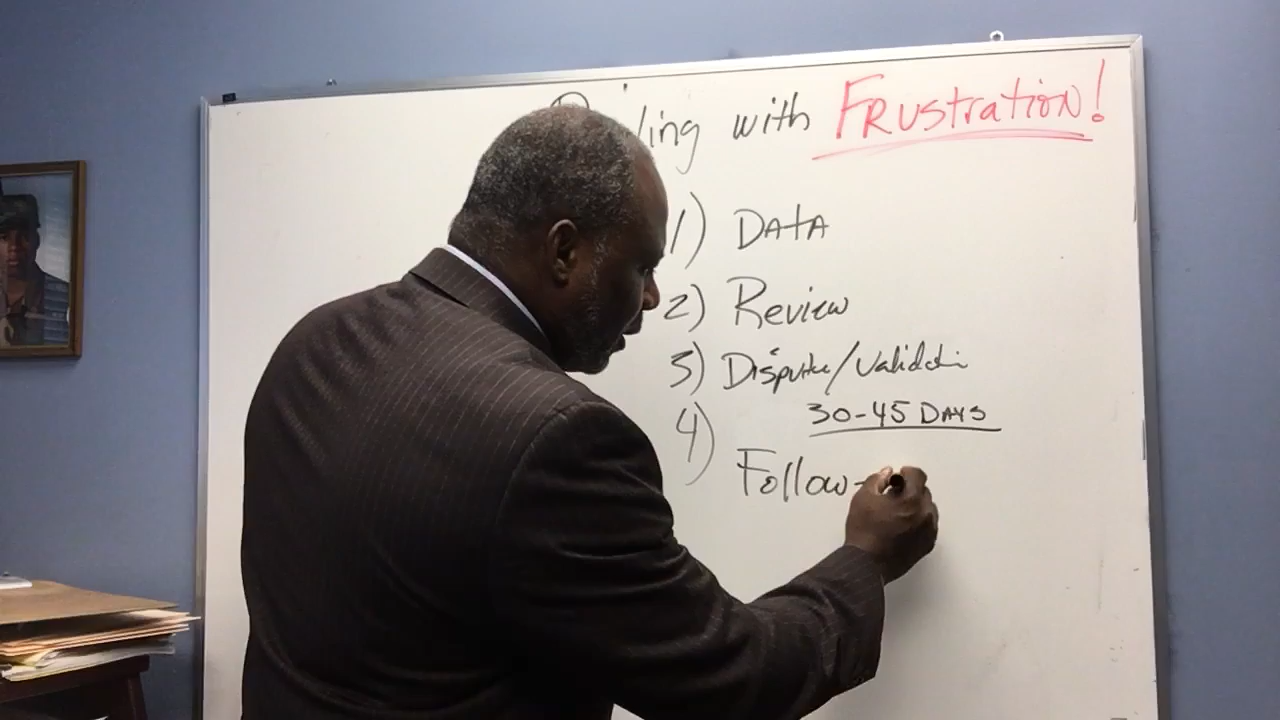 ling with FRUstratiON!
1) DAtA
2) Review
3) Dispute/Validati
30-45 DAYS
4) Follow-